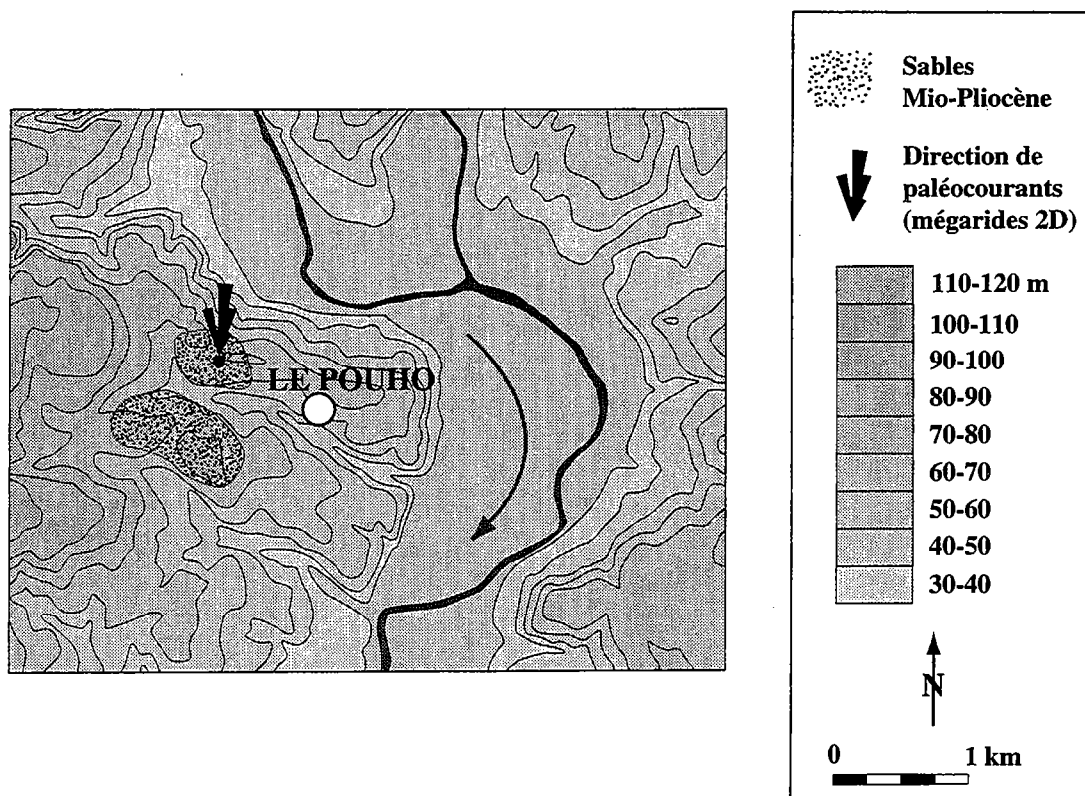 LE POUHO
Sables
Mio-Pliocène
Direction de
paléocourants
(mégarides 2D)
110-120 m
100-110
90-100
80-90
70-80
60-70
50-60
40-50
30-40
N
0 1 km